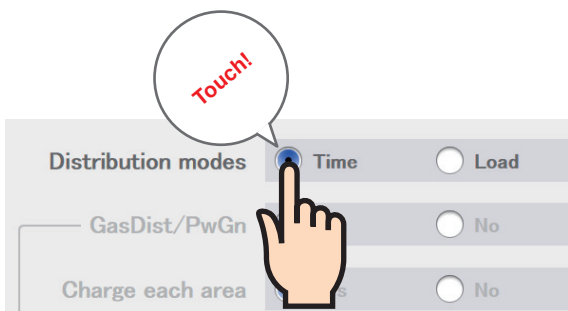 Touch!
Distribution modes Time Load
GasDist/PwGn No
Charge each area No